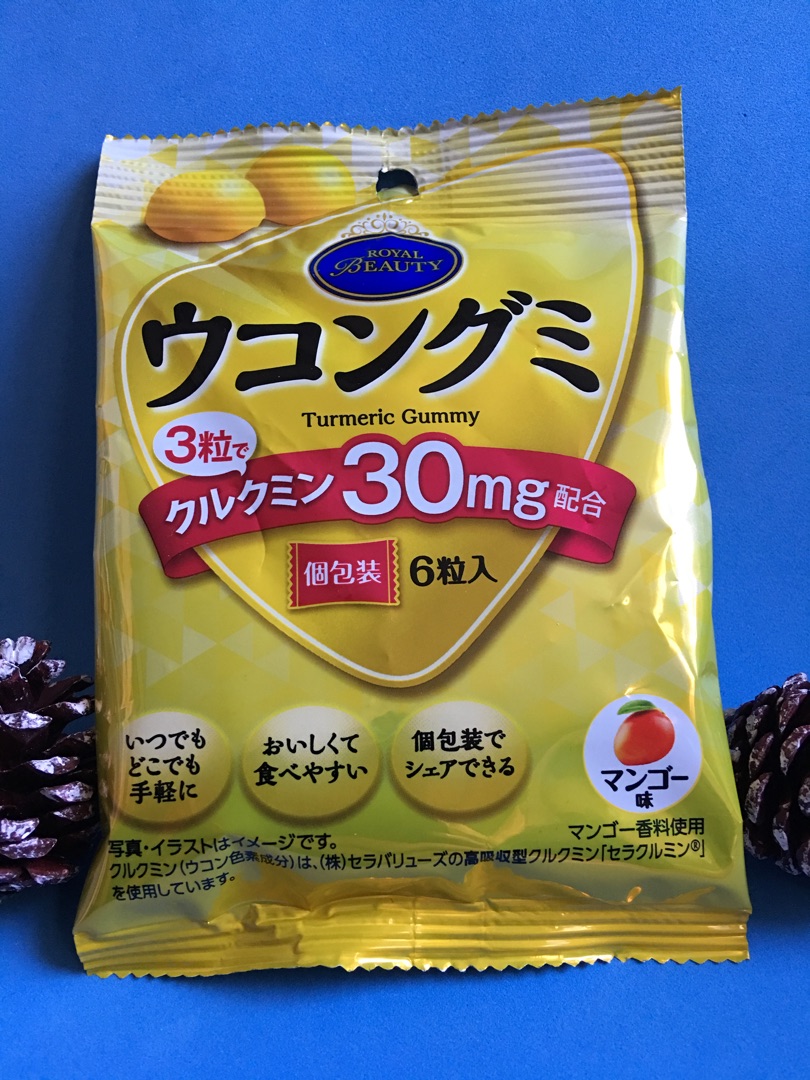 ROYAL
BEAUTY
ウコングミ
Turmeric Gummy
3粒で
クルクミン30mg配合
個包装 6粒入
いつでも
どこでも
手軽に
おいしくて
食べやすい
個包装で
シェアできる
マンゴー
味
マンゴー香料使用
写真・イラストはイメージです。
クルクミン(ウコン色素成分)は、(株)セラバリューズの高吸収型クルクミン「セラクルミン®」
を使用しています。